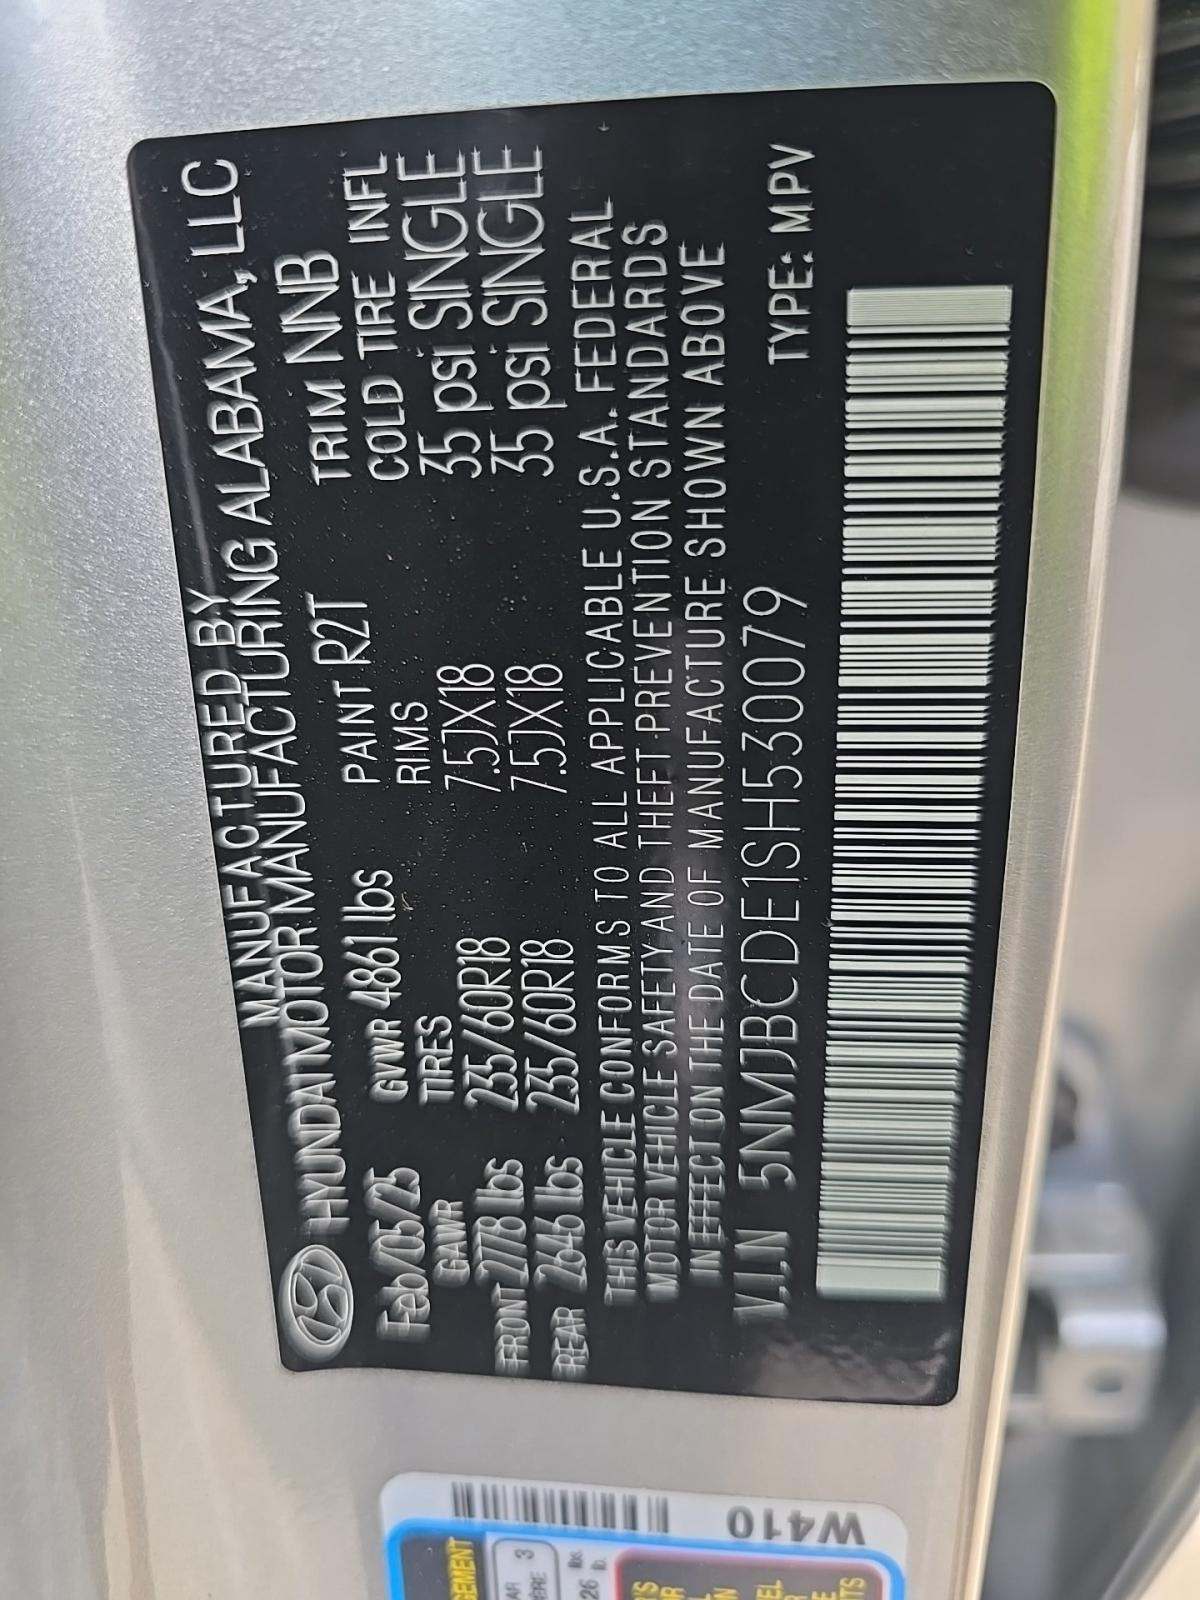 MANUFACTURED BY
HYUNDAI MOTOR MANUFACTURING ALABAMA, LLC
Feb/05/25 GVWR 4861 lbs PAINT R2T TRIM NNB
GAWR TIRES RIMS COLD TIRE INFL
FRONT 2778 lbs 235/60R18 7.5JX18 35 psi SINGLE
REAR 2646 lbs 235/60R18 7.5JX18 35 psi SINGLE
THIS VEHICLE CONFORMS TO ALL APPLICABLE U.S.A. FEDERAL
MOTOR VEHICLE SAFETY AND THEFT PREVENTION STANDARDS
IN EFFECT ON THE DATE OF MANUFACTURE SHOWN ABOVE
V.I.N 5NMJBCDE1SH530079 TYPE: MPV
W410
3
26